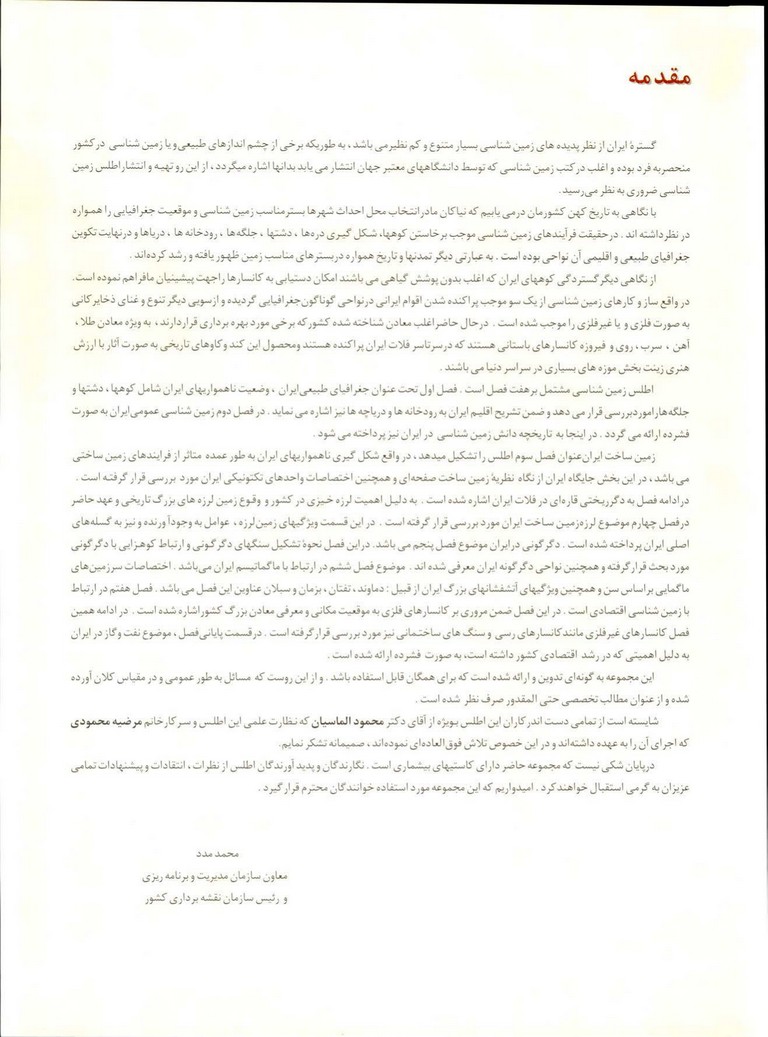 مقدمه
گسترهٔ ایران از نظر پدیده های زمین شناسی بسیار متنوع و کم نظیر می باشد ، به طوریکه برخی از چشم اندازهای طبیعی و یا زمین شناسی در کشور
منحصر به فرد بوده و اغلب در کتب زمین شناسی که توسط دانشگاههای معتبر جهان انتشار می یابد بدانها اشاره میگردد ، از این رو تهیه و انتشار اطلس زمین
شناسی ضروری به نظر می‌رسید.
با نگاهی به تاریخ کهن کشورمان درمی یابیم که نیاکان ما در انتخاب محل احداث شهرها بستر مناسب زمین شناسی و موقعیت جغرافیایی را همواره
در نظر داشته اند . در حقیقت فرآیندهای زمین شناسی موجب برخاستن کوهها، شکل گیری دره‌ها ، دشتها ، جلگه‌ها ، رودخانه ها ، دریاها و درنهایت تکوین
جغرافیای طبیعی و اقلیمی آن نواحی بوده است . به عبارتی دیگر تمدنها و تاریخ همواره در بسترهای مناسب زمین ظهور یافته و رشد کرده‌اند .
از نگاهی دیگر گستردگی کوههای ایران که اغلب بدون پوشش گیاهی می باشند امکان دستیابی به کانسارها را جهت پیشینیان ما فراهم نموده است.
در واقع ساز و کارهای زمین شناسی از یک سو موجب پراکنده شدن اقوام ایرانی درنواحی گوناگون جغرافیایی گردیده و ازسویی دیگر تنوع و غنای ذخایر کانی
به صورت فلزی و یا غیرفلزی را موجب شده است . درحال حاضر اغلب معادن شناخته شده کشور که برخی مورد بهره برداری قراردارند ، به ویژه معادن طلا ،
آهن ، سرب ، روی و فیروزه کانسارهای باستانی هستند که درسرتاسر فلات ایران پراکنده هستند ومحصول این کند وکاوهای تاریخی به صورت آثار با ارزش
هنری زینت بخش موزه های بسیاری در سراسر دنیا می باشند .
اطلس زمین شناسی مشتمل برهفت فصل است . فصل اول تحت عنوان جغرافیای طبیعی ایران ، وضعیت ناهمواریهای ایران شامل کوهها، دشتها و
جلگه‌ها را مورد بررسی قرار می دهد و ضمن تشریح اقلیم ایران به رودخانه ها و دریاچه ها نیز اشاره می نماید . در فصل دوم زمین شناسی عمومی ایران به صورت
فشرده ارائه می گردد . در اینجا به تاریخچه دانش زمین شناسی در ایران نیز پرداخته می شود .
زمین ساخت ایران عنوان فصل سوم اطلس را تشکیل میدهد ، در واقع شکل گیری ناهمواریهای ایران به طور عمده متاثر از فرایندهای زمین ساختی
می باشد ، در این بخش جایگاه ایران از نگاه نظریهٔ زمین ساخت صفحه‌ای و همچنین اختصاصات واحدهای تکتونیکی ایران مورد بررسی قرار گرفته است .
درادامه فصل به دگرریختی قاره‌ای در فلات ایران اشاره شده است . به دلیل اهمیت لرزه خیزی در کشور و وقوع زمین لرزه های بزرگ تاریخی و عهد حاضر
درفصل چهارم موضوع لرزه‌زمین ساخت ایران مورد بررسی قرار گرفته است . در این قسمت ویژگیهای زمین‌لرزه ، عوامل به وجودآورنده و نیز به گسله‌های
اصلی ایران پرداخته شده است . دگرگونی درایران موضوع فصل پنجم می باشد. دراین فصل نحوهٔ تشکیل سنگهای دگرگونی و ارتباط کوهزایی با دگرگونی
مورد بحث قرار گرفته و همچنین نواحی دگرگونه ایران معرفی شده اند . موضوع فصل ششم در ارتباط با ماگماتیسم ایران می‌باشد . اختصاصات سرزمین‌های
ماگمایی براساس سن و همچنین ویژگیهای آتشفشانهای بزرگ ایران از قبیل : دماوند ، تفتان ، بزمان و سبلان عناوین این فصل می باشد . فصل هفتم در ارتباط
با زمین شناسی اقتصادی است . در این فصل ضمن مروری بر کانسارهای فلزی به موقعیت مکانی و معرفی معادن بزرگ کشوراشاره شده است . در ادامه همین
فصل کانسارهای غیرفلزی مانندکانسارهای رسی و سنگ های ساختمانی نیز مورد بررسی قرارگرفته است . درقسمت پایانی فصل ، موضوع نفت وگاز در ایران
به دلیل اهمیتی که در رشد اقتصادی کشور داشته است، به صورت فشرده ارائه شده است .
این مجموعه به گونه‌ای تدوین و ارائه شده است که برای همگان قابل استفاده باشد . و از این روست که مسائل به طور عمومی و در مقیاس کلان آورده
شده و از عنوان مطالب تخصصی حتی المقدور صرف نظر شده است .
شایسته است از تمامی دست اندرکاران این اطلس بویژه از آقای دکتر محمود الماسیان که نظارت علمی این اطلس و سرکارخانم مرضیه محمودی
که اجرای آن را به عهده داشته‌اند و در این خصوص تلاش فوق‌العاده‌ای نموده‌اند ، صمیمانه تشکر نمایم.
درپایان شکی نیست که مجموعه حاضر دارای کاستیهای بیشماری است . نگارندگان و پدید آورندگان اطلس از نظرات ، انتقادات و پیشنهادات تمامی
عزیزان به گرمی استقبال خواهند کرد . امیدواریم که این مجموعه مورد استفاده خوانندگان محترم قرار گیرد .
محمد مدد
معاون سازمان مدیریت و برنامه ریزی
و رئیس سازمان نقشه برداری کشور